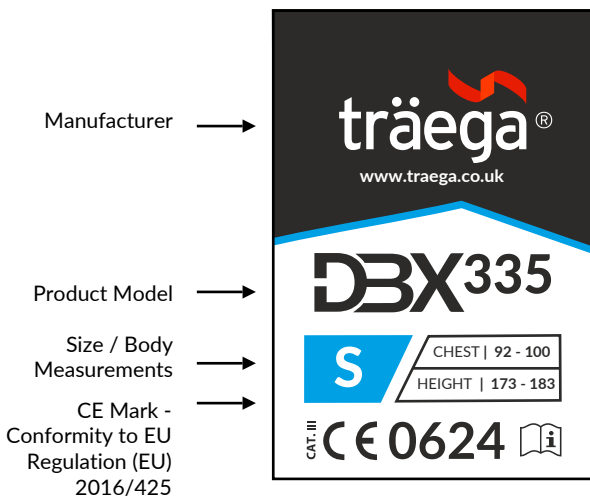 Manufacturer
träega®
www.traega.co.uk
Product Model
DBX335
Size / Body
Measurements
S
CHEST | 92 - 100
HEIGHT | 173 - 183
CE Mark -
Conformity to EU
Regulation (EU)
2016/425
CAT. III
CE 0624
i